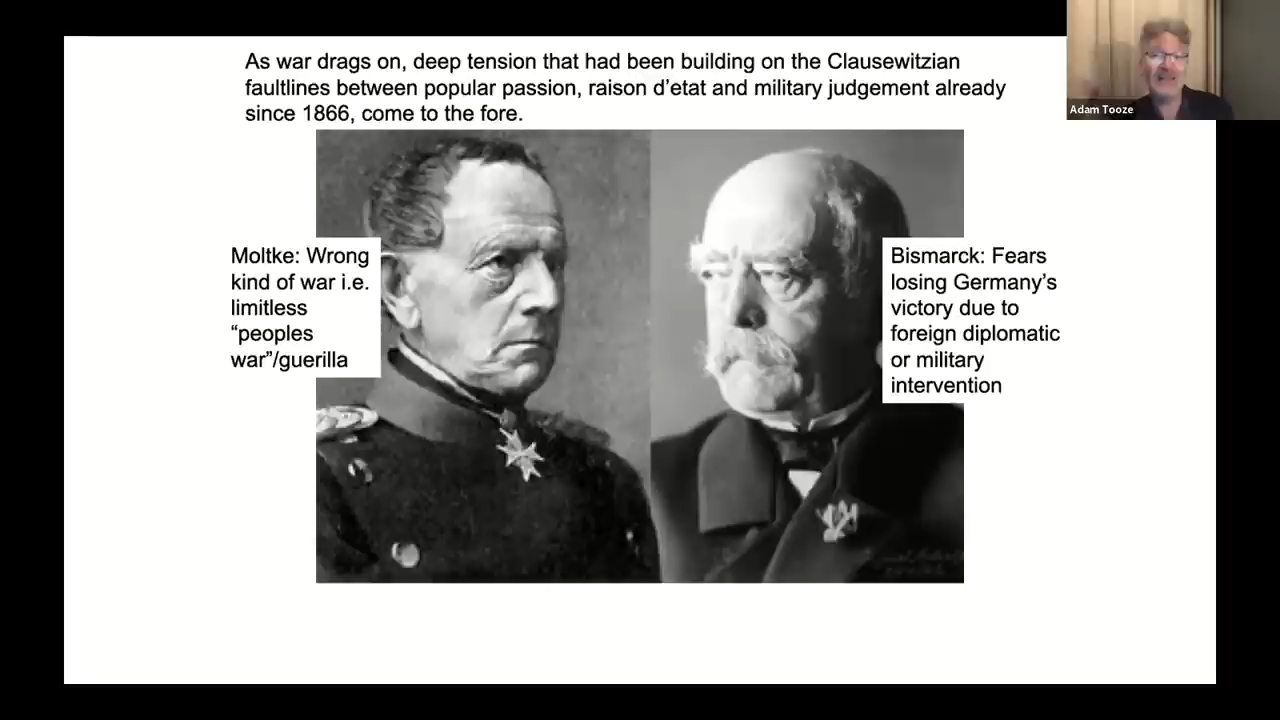 As war drags on, deep tension that had been building on the Clausewitzian
faultlines between popular passion, raison d’etat and military judgement already
since 1866, come to the fore.
Adam Tooze
Moltke: Wrong
kind of war i.e.
limitless
“peoples
war”/guerilla
Bismarck: Fears
losing Germany’s
victory due to
foreign diplomatic
or military
intervention